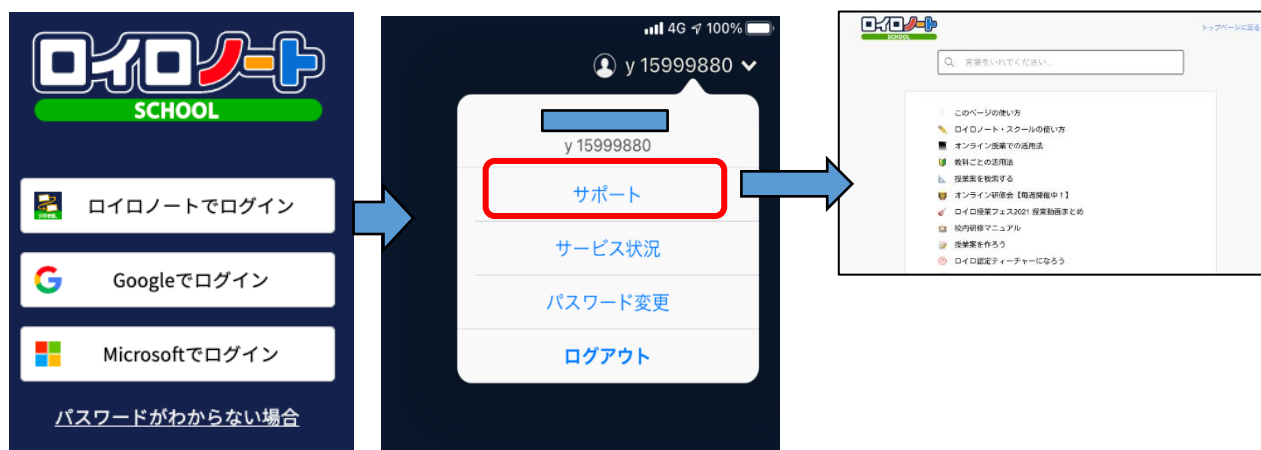 ロイロノート
SCHOOL
ロイロノートでログイン
Googleでログイン
Microsoftでログイン
パスワードがわからない場合
4G 100%
y 15999880
y 15999880
サポート
サービス状況
パスワード変更
ログアウト
ロイロノート
SCHOOL
トップページに戻る
言葉をいれてください...
このページの使い方
ロイロノート・スクールの使い方
オンライン授業での活用法
教科ごとの活用法
授業案を検索する
オンライン研修会【毎週開催中！】
ロイロ授業フェス2021 授業動画まとめ
校内研修マニュアル
授業案を作ろう
ロイロ認定ティーチャーになろう